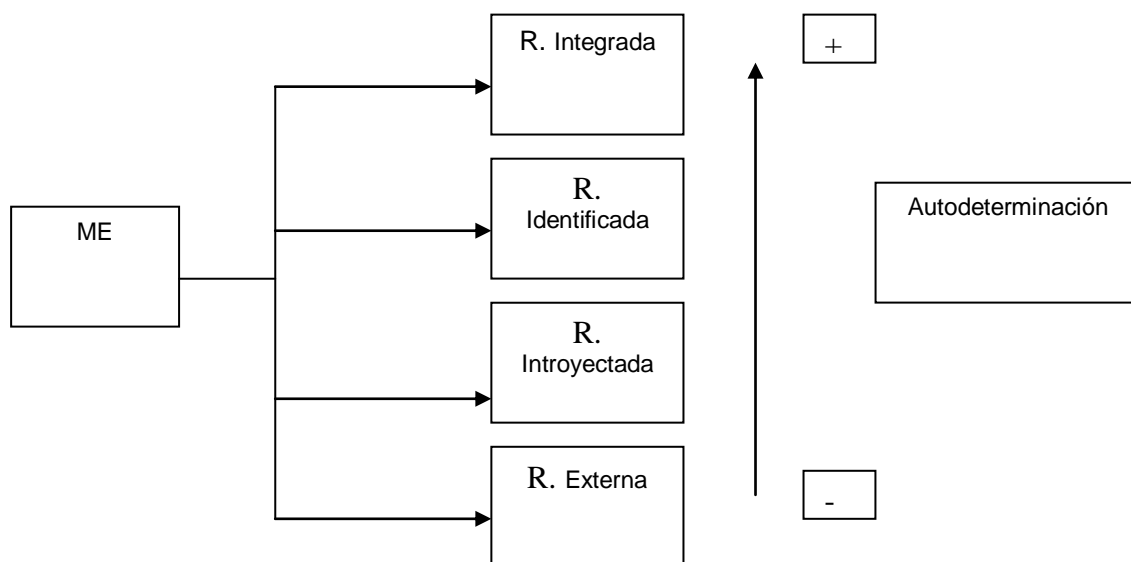 R. Integrada
+
R.
Identificada
Autodeterminación
ME
R.
Introyectada
R. Externa
-